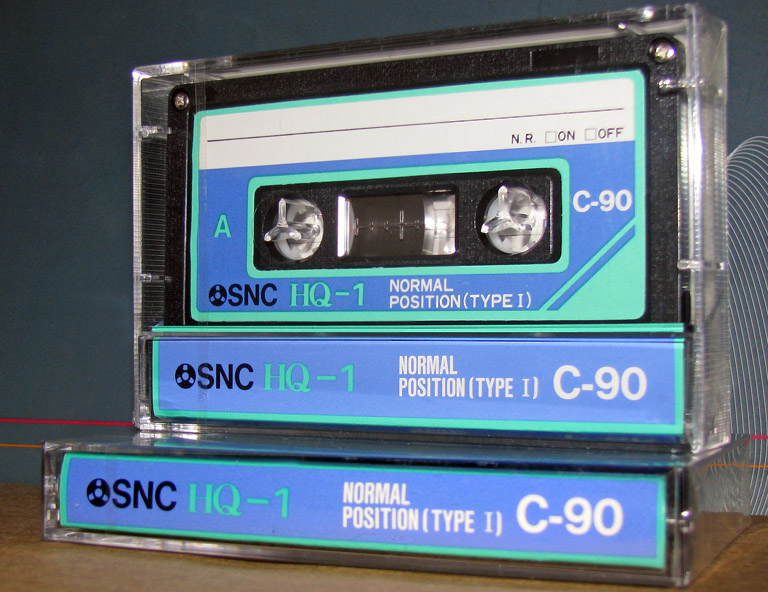 N.R. □ON □OFF
A
C-90
SNC HQ-1 NORMAL
POSITION(TYPE I)
SNC HQ-1 NORMAL
POSITION(TYPE I) C-90
SNC HQ-1 NORMAL
POSITION(TYPE I) C-90